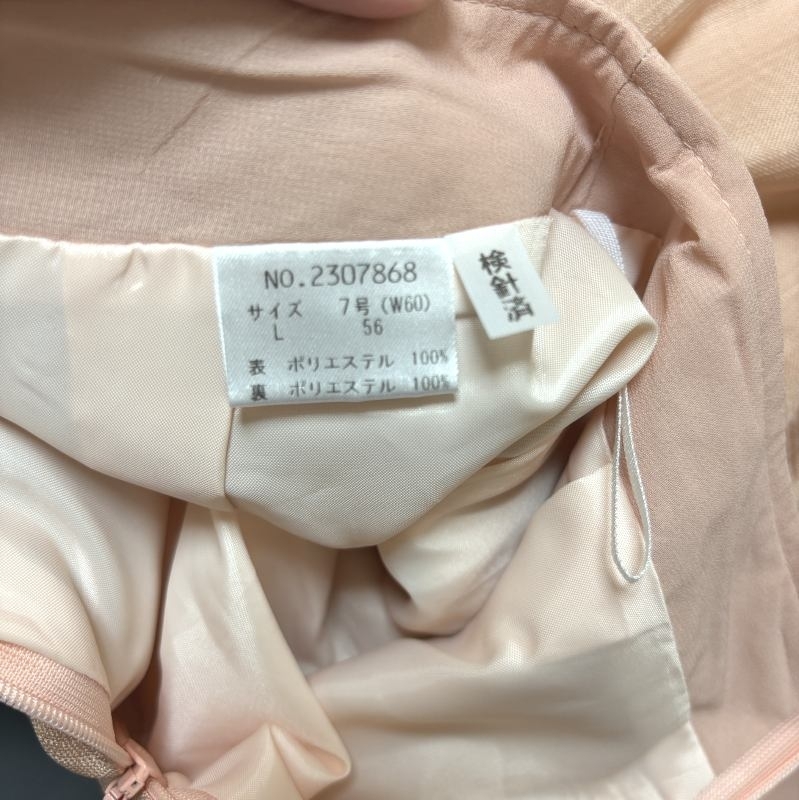 NO.2307868
サイズ 7号(W60)
L 56
表 ポリエステル 100%
裏 ポリエステル 100%
検針済